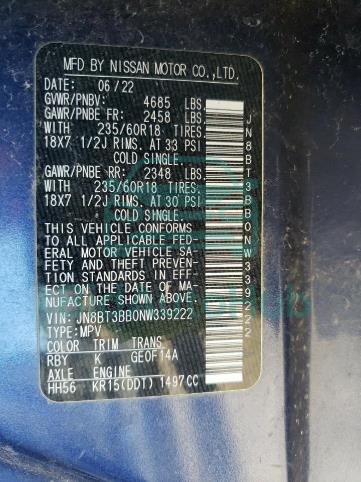 MFD BY NISSAN MOTOR CO.,LTD.
DATE: 06/22
GVWR/PNBV: 4685 LBS.
GAWR/PNBE FR: 2458 LBS.
WITH 235/60R18 TIRES.
18X7 1/2J RIMS. AT 33 PSI
COLD SINGLE.
GAWR/PNBE RR: 2348 LBS.
WITH 235/60R18 TIRES.
18X7 1/2J RIMS. AT 30 PSI
COLD SINGLE.
THIS VEHICLE CONFORMS
TO ALL APPLICABLE FED-
ERAL MOTOR VEHICLE SA-
FETY AND THEFT PREVEN-
TION STANDARDS IN EFF-
ECT ON THE DATE OF MA-
NUFACTURE SHOWN ABOVE.
VIN: JN8BT3BB0NW339222
TYPE:MPV
COLOR TRIM TRANS
RBY K GE0F14A
AXLE ENGINE
HH56 KR15(DDT) 1497CC
JN8BT3BB0NW339222